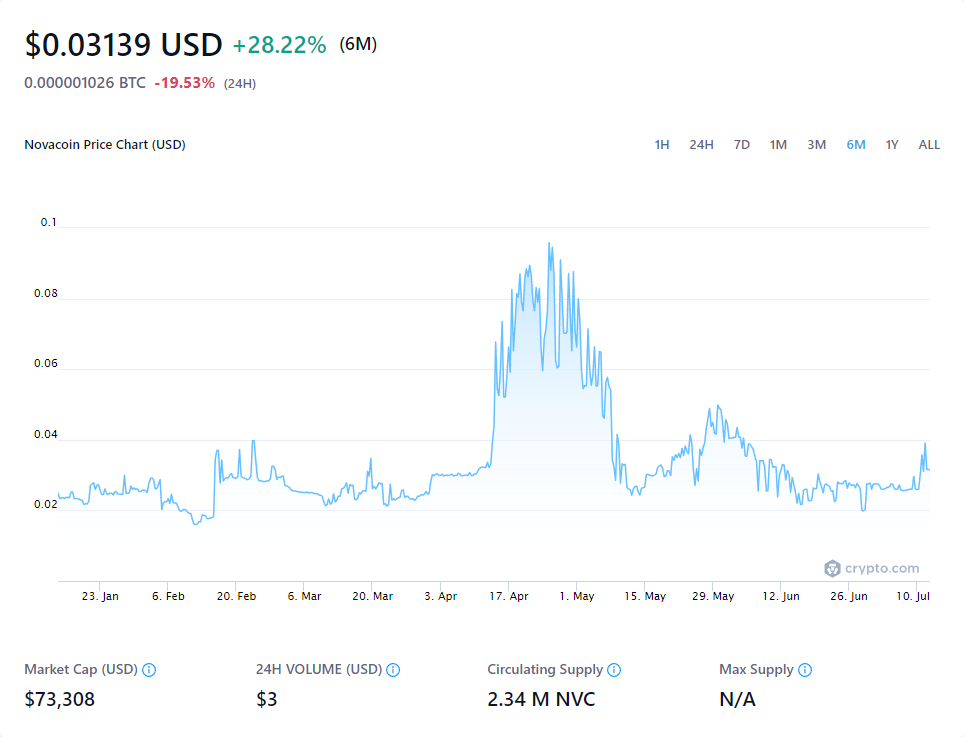 $0.03139 USD +28.22% (6M)
0.000001026 BTC -19.53% (24H)
Novacoin Price Chart (USD) 1H 24H 7D 1M 3M 6M 1Y ALL
0.1
0.08
0.06
0.04
0.02
crypto.com
23. Jan 6. Feb 20. Feb 6. Mar 20. Mar 3. Apr 17. Apr 1. May 15. May 29. May 12. Jun 26. Jun 10. Jul
Market Cap (USD) 24H VOLUME (USD) Circulating Supply Max Supply
$73,308 $3 2.34 M NVC N/A